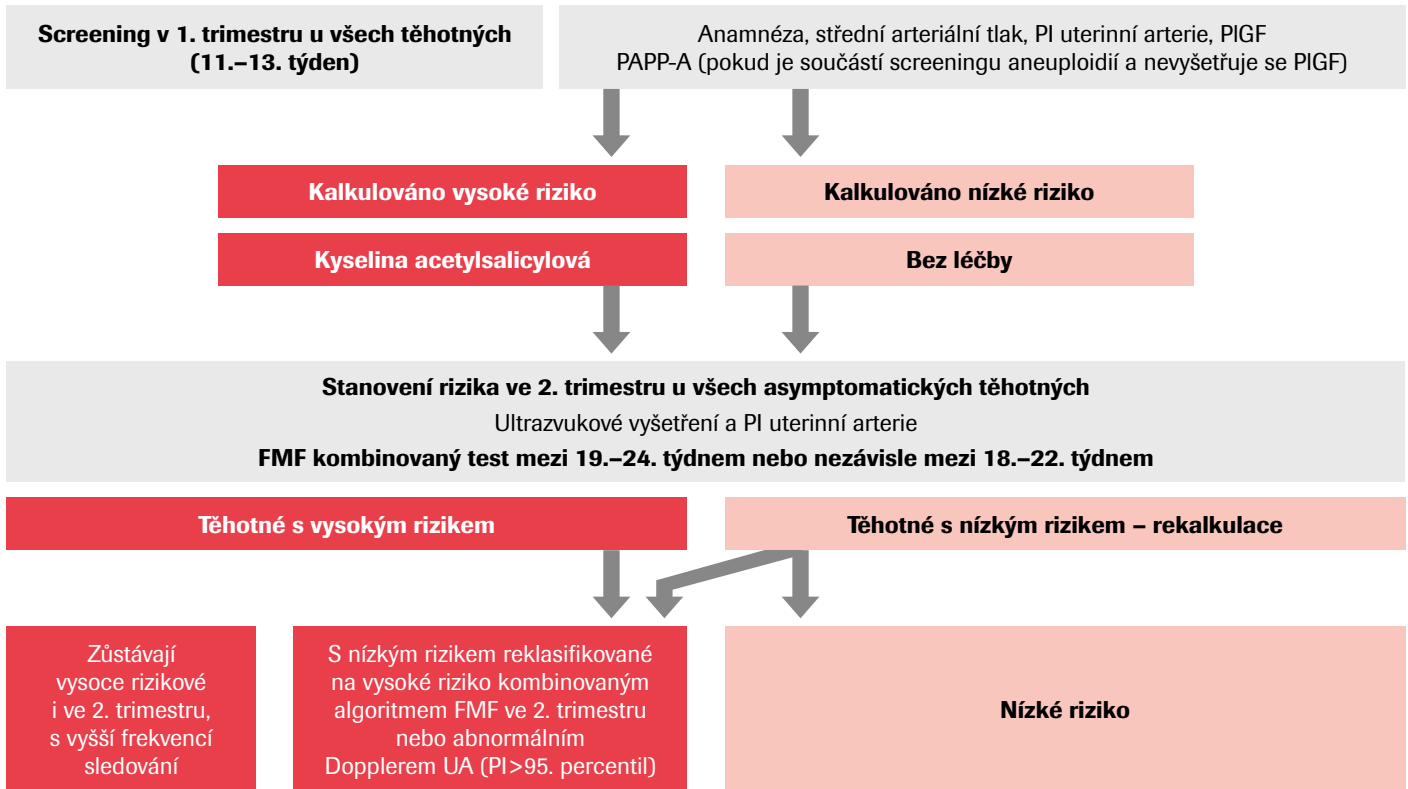 Screening v 1. trimestru u všech těhotných
(11.–13. týden)
Anamnéza, střední arteriální tlak, PI uterinní arterie, PIGF
PAPP-A (pokud je součástí screeningu aneuploidií a nevyšetřuje se PIGF)
Kalkulováno vysoké riziko
Kalkulováno nízké riziko
Kyselina acetylsalicylová
Bez léčby
Stanovení rizika ve 2. trimestru u všech asymptomatických těhotných
Ultrazvukové vyšetření a PI uterinní arterie
FMF kombinovaný test mezi 19.–24. týdnem nebo nezávisle mezi 18.–22. týdnem
Těhotné s vysokým rizikem
Těhotné s nízkým rizikem – rekalkulace
Zůstávají
vysoce rizikové
i ve 2. trimestru,
s vyšší frekvencí
sledování
S nízkým rizikem reklasifikované
na vysoké riziko kombinovaným
algoritmem FMF ve 2. trimestru
nebo abnormálním
Dopplerem UA (PI>95. percentil)
Nízké riziko